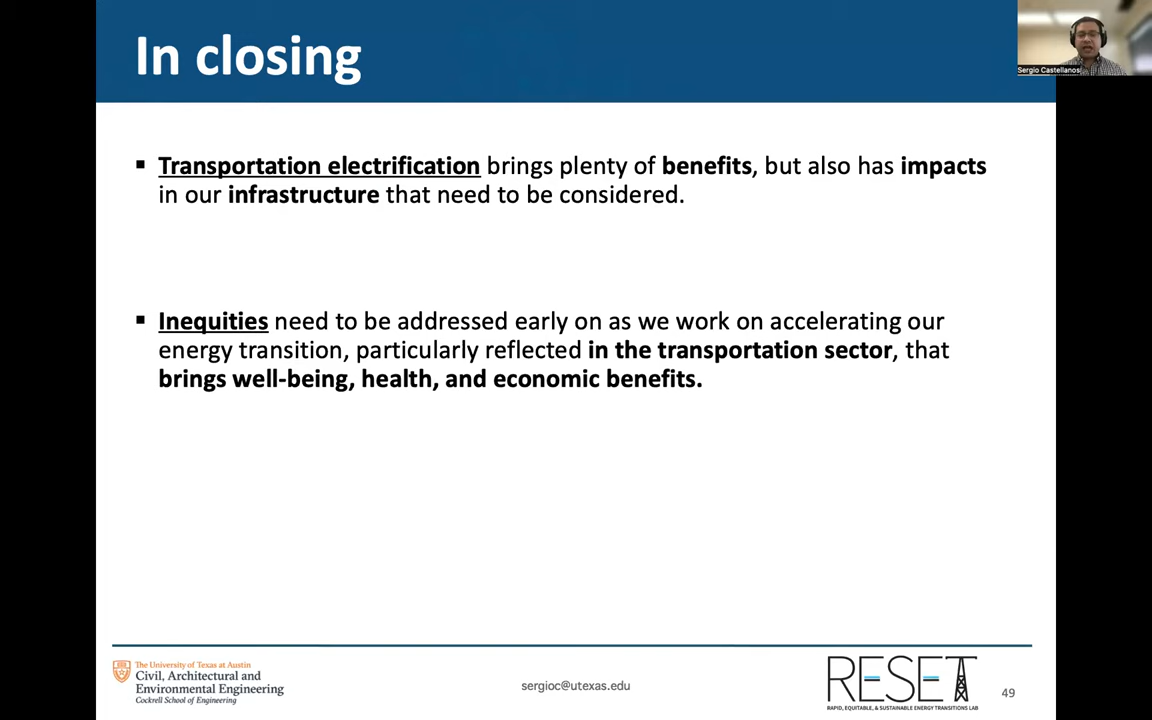 In closing
Sergio Castellanos
▪ Transportation electrification brings plenty of benefits, but also has impacts
in our infrastructure that need to be considered.
▪ Inequities need to be addressed early on as we work on accelerating our
energy transition, particularly reflected in the transportation sector, that
brings well-being, health, and economic benefits.
The University of Texas at Austin
Civil, Architectural and
Environmental Engineering
Cockrell School of Engineering
sergioc@utexas.edu
RESET
RAPID, EQUITABLE, & SUSTAINABLE ENERGY TRANSITIONS LAB
49